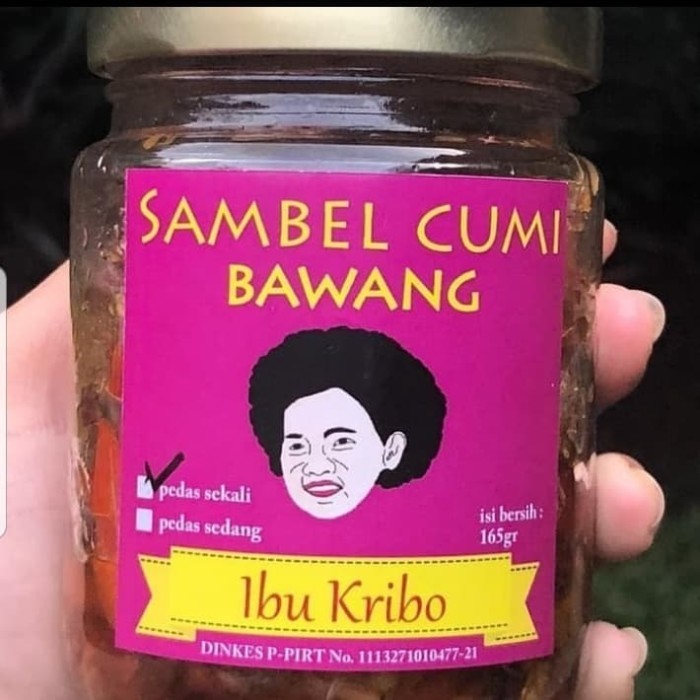 SAMBEL CUMI
BAWANG
pedas sekali
pedas sedang
isi bersih :
165gr
Ibu Kribo
DINKES P-PIRT No. 1113271010477-21